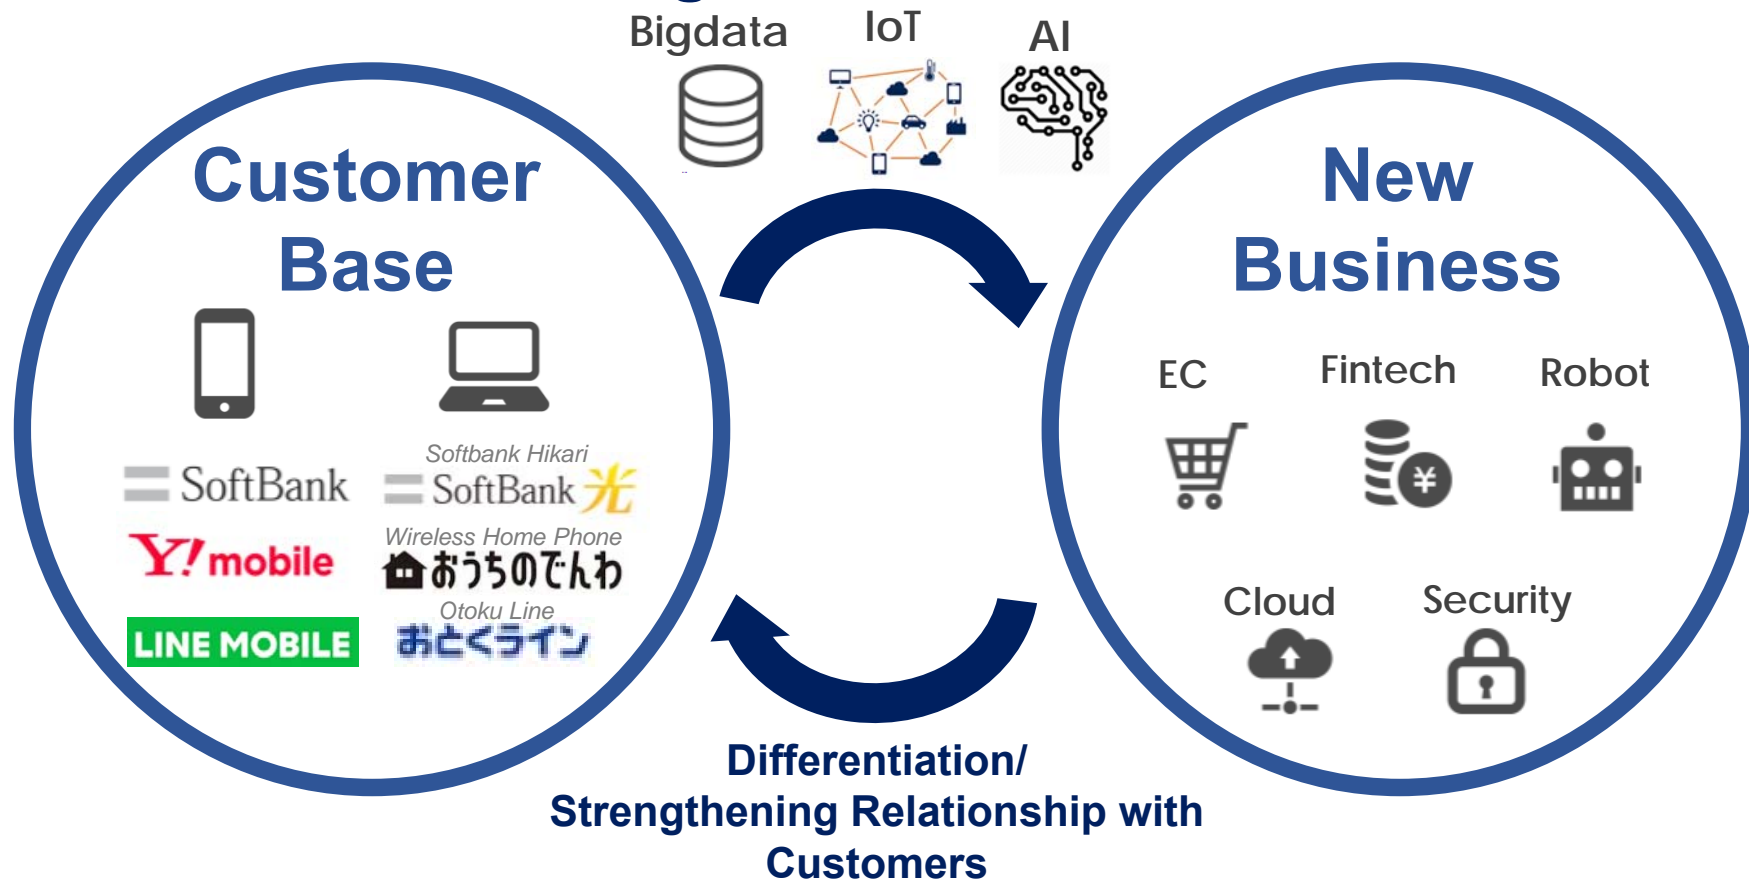 Bigdata
IoT
AI
Customer
Base
SoftBank
Y!mobile
LINE MOBILE
Softbank Hikari
SoftBank 光
Wireless Home Phone
おうちのでんわ
Otoku Line
おとくライン
New
Business
EC
Fintech
Robot
¥
Cloud
Security
Differentiation/
Strengthening Relationship with
Customers